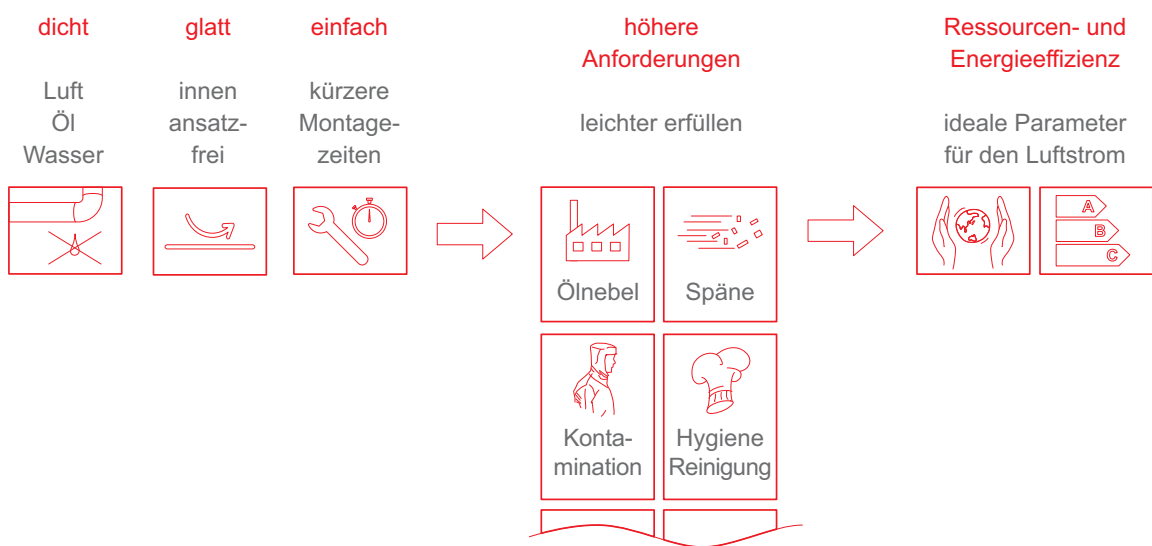 dicht
Luft
Öl
Wasser
glatt
innen
ansatz-
frei
einfach
kürzere
Montage-
zeiten
höhere
Anforderungen
leichter erfüllen
Ölnebel
Späne
Konta-
mination
Hygiene
Reinigung
Ressourcen- und
Energieeffizienz
ideale Parameter
für den Luftstrom
A
B
C